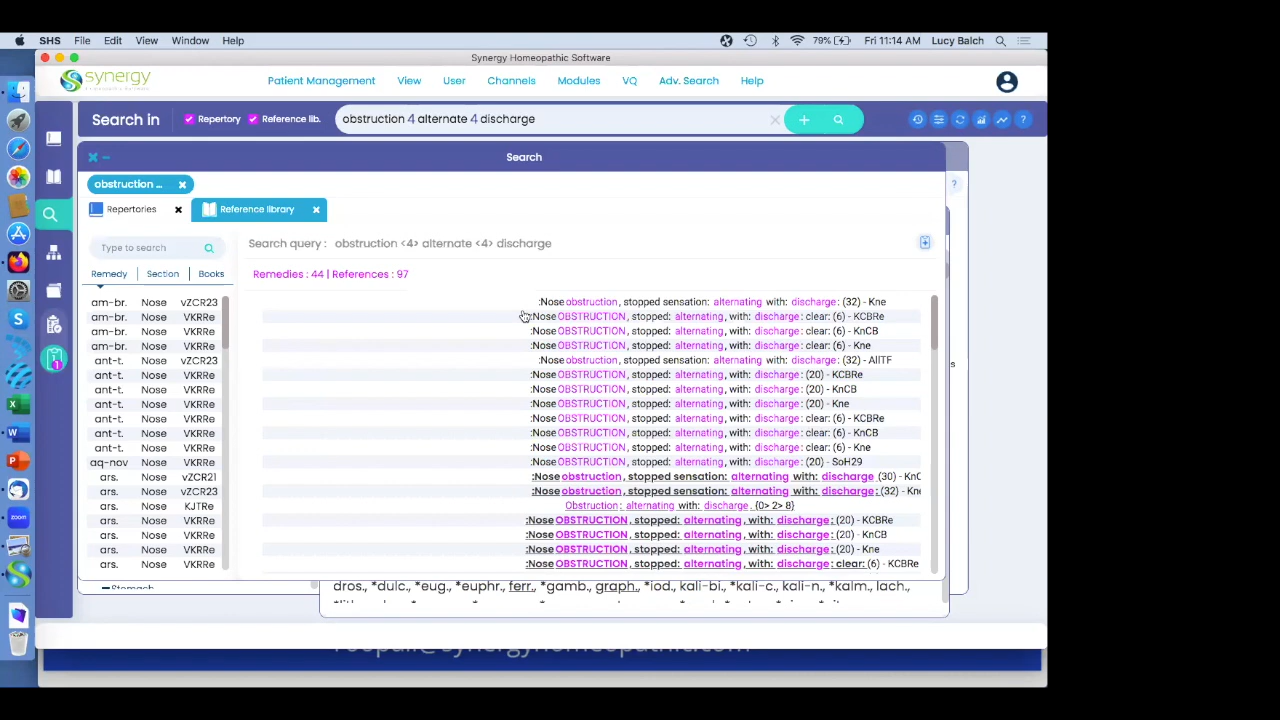 SHS File Edit View Window Help 79% Fri 11:14 AM Lucy Balch
Synergy Homeopathic Software
synergy
Patient Management View User Channels Modules VQ Adv. Search Help
Search in Repertory Reference lib. obstruction 4 alternate 4 discharge
Search
obstruction ...
Repertories Reference library
Type to search Search query : obstruction <4> alternate <4> discharge
Remedy Section Books Remedies : 44 | References : 97
am-br. Nose vZCR23 :Nose obstruction, stopped sensation: alternating with: discharge: (32) - Kne
am-br. Nose VKRRe :Nose OBSTRUCTION, stopped: alternating, with: discharge: clear: (6) - KCBRe
am-br. Nose VKRRe :Nose OBSTRUCTION, stopped: alternating, with: discharge: clear: (6) - KnCB
am-br. Nose VKRRe :Nose OBSTRUCTION, stopped: alternating, with: discharge: clear: (6) - Kne
ant-t. Nose vZCR23 :Nose obstruction, stopped sensation: alternating with: discharge: (32) - AllTF
ant-t. Nose VKRRe :Nose OBSTRUCTION, stopped: alternating, with: discharge: (20) - KCBRe
ant-t. Nose VKRRe :Nose OBSTRUCTION, stopped: alternating, with: discharge: (20) - KnCB
ant-t. Nose VKRRe :Nose OBSTRUCTION, stopped: alternating, with: discharge: (20) - Kne
ant-t. Nose VKRRe :Nose OBSTRUCTION, stopped: alternating, with: discharge: clear: (6) - KCBRe
ant-t. Nose VKRRe :Nose OBSTRUCTION, stopped: alternating, with: discharge: clear: (6) - KnCB
ant-t. Nose VKRRe :Nose OBSTRUCTION, stopped: alternating, with: discharge: clear: (6) - Kne
aq-nov Nose VKRRe :Nose OBSTRUCTION, stopped: alternating, with: discharge: (20) - SoH29
ars. Nose vZCR21 :Nose obstruction, stopped sensation: alternating with: discharge (30) - KnC
ars. Nose vZCR23 :Nose obstruction, stopped sensation: alternating with: discharge: (32) - Kne
ars. Nose KJTRe Obstruction: alternating with: discharge. {0> 2> 8}
ars. Nose VKRRe :Nose OBSTRUCTION, stopped: alternating, with: discharge: (20) - KCBRe
ars. Nose VKRRe :Nose OBSTRUCTION, stopped: alternating, with: discharge: (20) - KnCB
ars. Nose VKRRe :Nose OBSTRUCTION, stopped: alternating, with: discharge: (20) - Kne
ars. Nose VKRRe :Nose OBSTRUCTION, stopped: alternating, with: discharge: clear: (6) - KCBRe
Stomach dros., *dulc., *eug., *euphr., ferr., *gamb., graph., *iod., kali-bi., *kali-c., kali-n., *kalm., lach.,